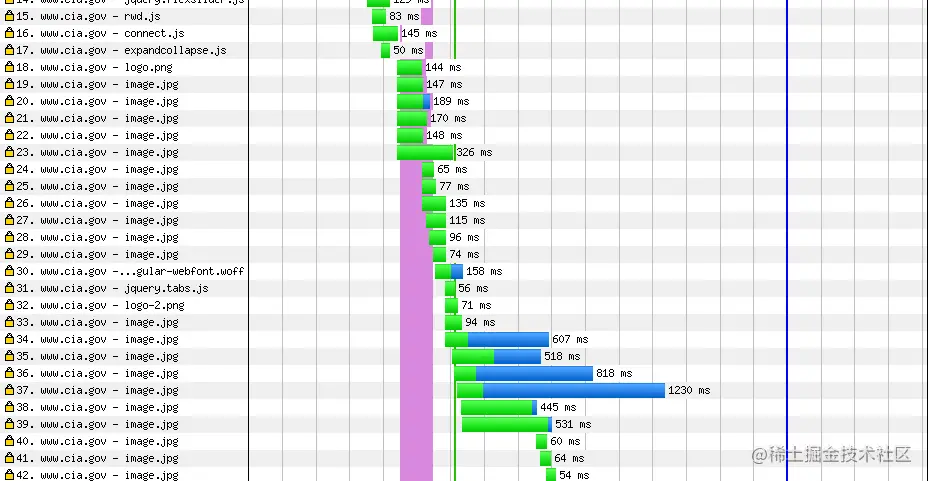 14. www.cia.gov - jquery.flexslider.js 129 ms
15. www.cia.gov - rwd.js 83 ms
16. www.cia.gov - connect.js 145 ms
17. www.cia.gov - expandcollapse.js 50 ms
18. www.cia.gov - logo.png 144 ms
19. www.cia.gov - image.jpg 147 ms
20. www.cia.gov - image.jpg 189 ms
21. www.cia.gov - image.jpg 170 ms
22. www.cia.gov - image.jpg 148 ms
23. www.cia.gov - image.jpg 326 ms
24. www.cia.gov - image.jpg 65 ms
25. www.cia.gov - image.jpg 77 ms
26. www.cia.gov - image.jpg 135 ms
27. www.cia.gov - image.jpg 115 ms
28. www.cia.gov - image.jpg 96 ms
29. www.cia.gov - image.jpg 74 ms
30. www.cia.gov -...gular-webfont.woff 158 ms
31. www.cia.gov - jquery.tabs.js 56 ms
32. www.cia.gov - logo-2.png 71 ms
33. www.cia.gov - image.jpg 94 ms
34. www.cia.gov - image.jpg 607 ms
35. www.cia.gov - image.jpg 518 ms
36. www.cia.gov - image.jpg 818 ms
37. www.cia.gov - image.jpg 1230 ms
38. www.cia.gov - image.jpg 445 ms
39. www.cia.gov - image.jpg 531 ms
40. www.cia.gov - image.jpg 60 ms
41. www.cia.gov - image.jpg 64 ms
42. www.cia.gov - image.jpg 54 ms
@稀土掘金技术社区